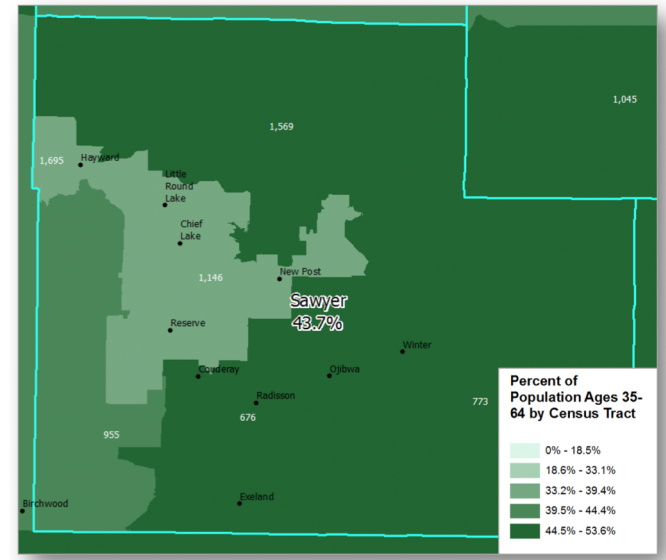 1,045
1,569
1,695
Hayward
Little
Round
Lake
Chief
Lake
1,146
New Post
Sawyer
43.7%
Reserve
Winter
Couderay
Ojibwa
Radisson
676
773
955
Birchwood
Exeland
Percent of
Population Ages 35-
64 by Census Tract
0% - 18.5%
18.6% - 33.1%
33.2% - 39.4%
39.5% - 44.4%
44.5% - 53.6%